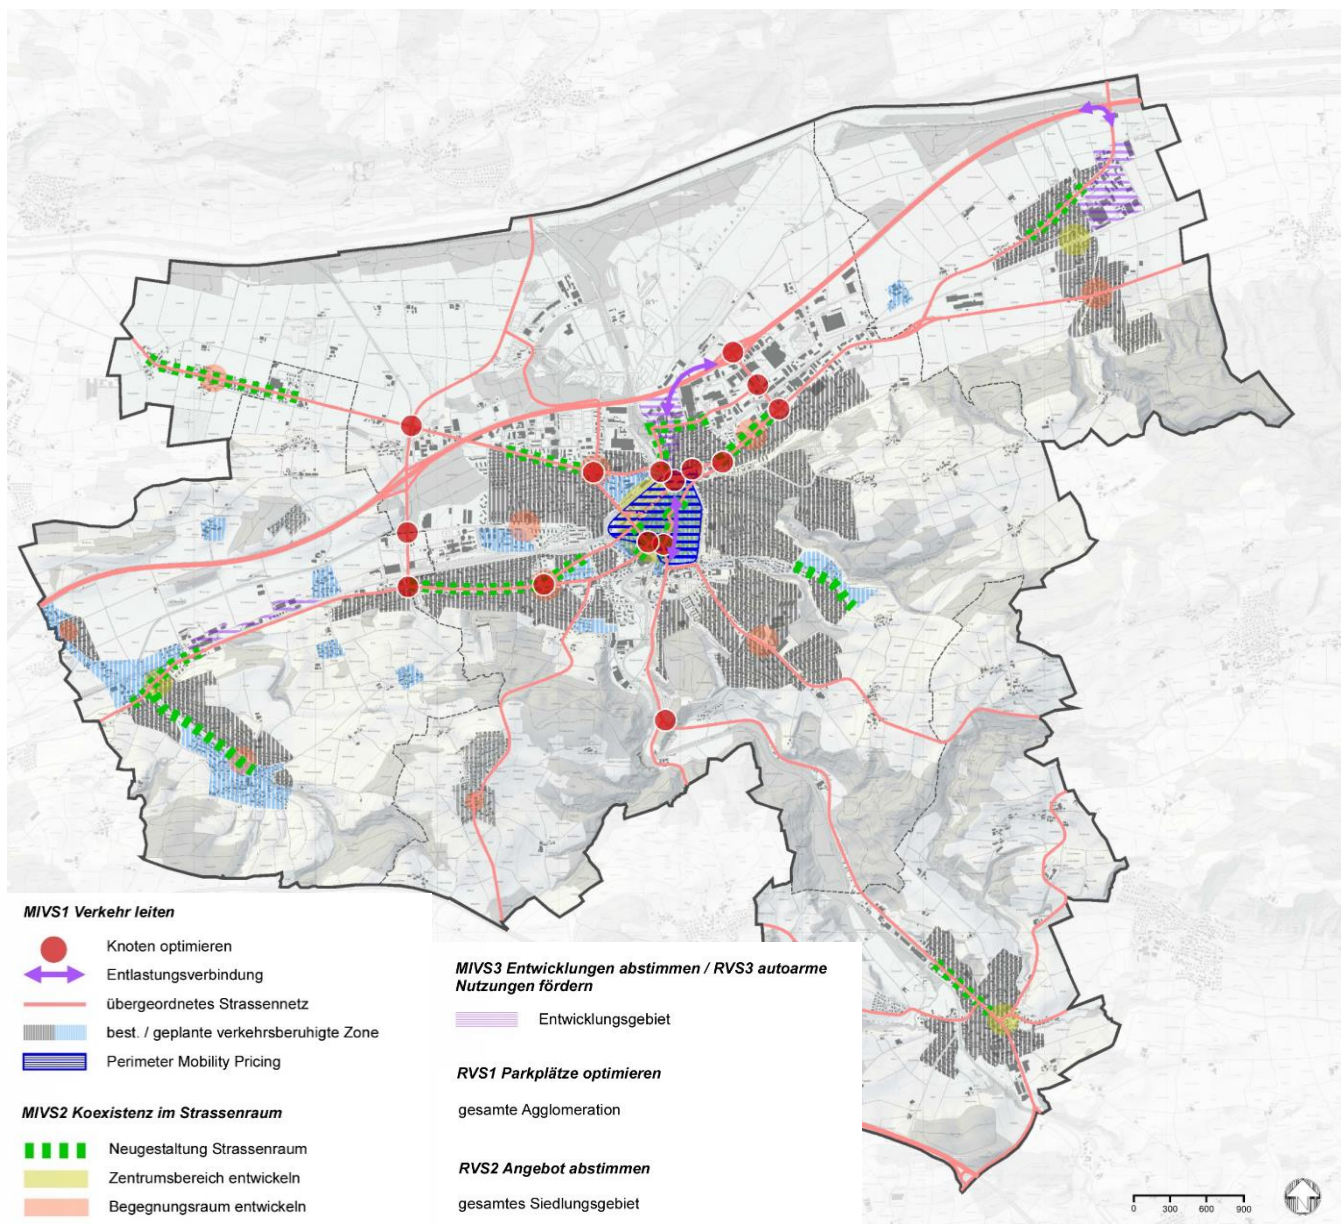 MIVS1 Verkehr leiten
Knoten optimieren
Entlastungsverbindung
übergeordnetes Strassennetz
best. / geplante verkehrsberuhigte Zone
Perimeter Mobility Pricing
MIVS2 Koexistenz im Strassenraum
Neugestaltung Strassenraum
Zentrumsbereich entwickeln
Begegnungsraum entwickeln
MIVS3 Entwicklungen abstimmen / RVS3 autoarme
Nutzungen fördern
Entwicklungsgebiet
RVS1 Parkplätze optimieren
gesamte Agglomeration
RVS2 Angebot abstimmen
gesamtes Siedlungsgebiet
0 300 600 900